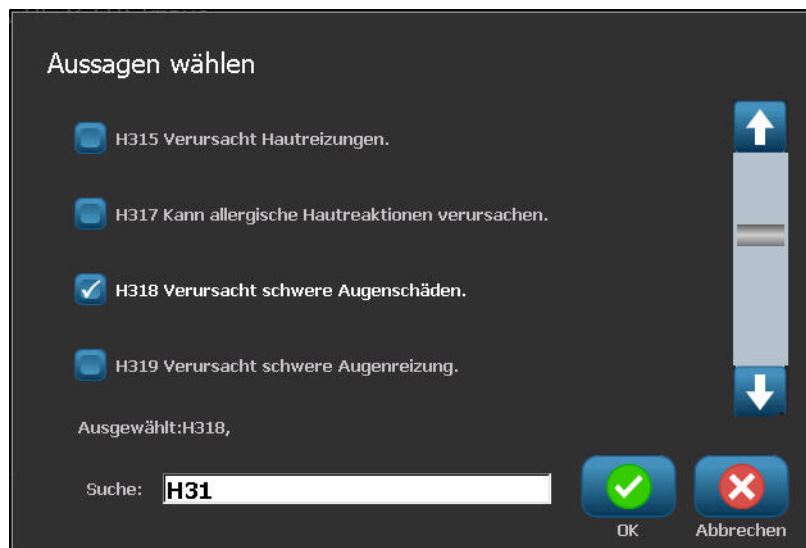 Aussagen wählen
H315 Verursacht Hautreizungen.
H317 Kann allergische Hautreaktionen verursachen.
H318 Verursacht schwere Augenschäden.
H319 Verursacht schwere Augenreizung.
Ausgewählt:H318,
Suche: H31
OK Abbrechen